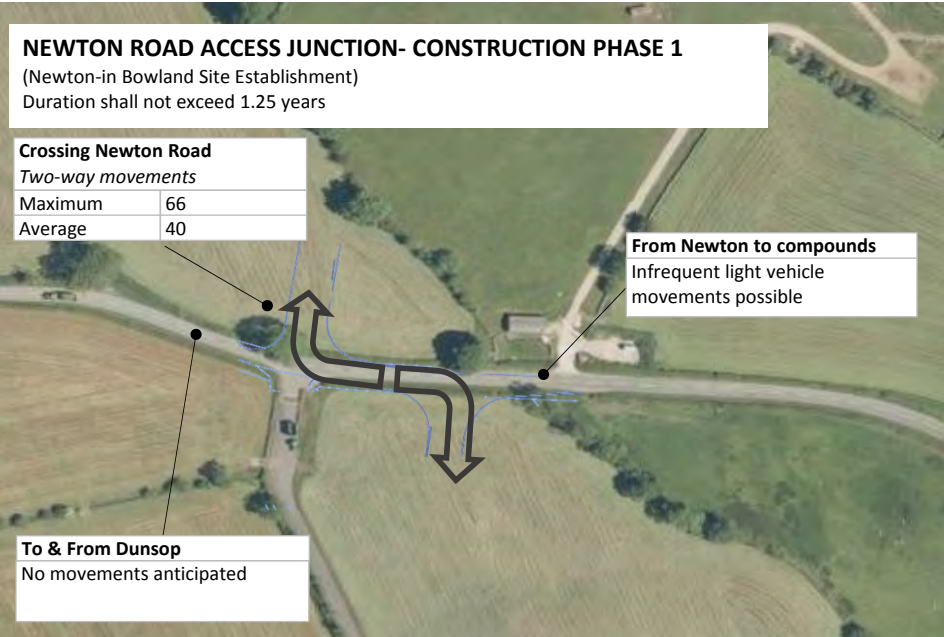 NEWTON ROAD ACCESS JUNCTION- CONSTRUCTION PHASE 1
(Newton-in Bowland Site Establishment)
Duration shall not exceed 1.25 years
Crossing Newton Road
Two-way movements
Maximum 66
Average 40
From Newton to compounds
Infrequent light vehicle
movements possible
To & From Dunsop
No movements anticipated